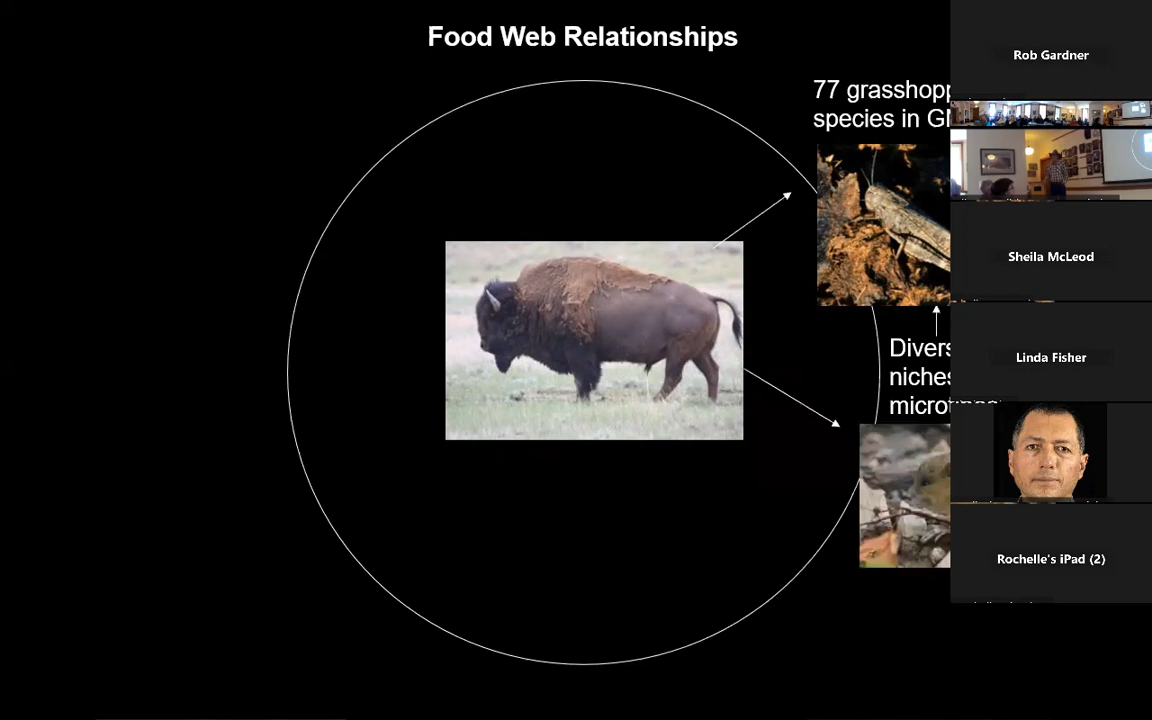 Food Web Relationships
77 grasshopp
species in G
Divers
niches
Rob Gardner
Sheila McLeod
Linda Fisher
Rochelle's iPad (2)